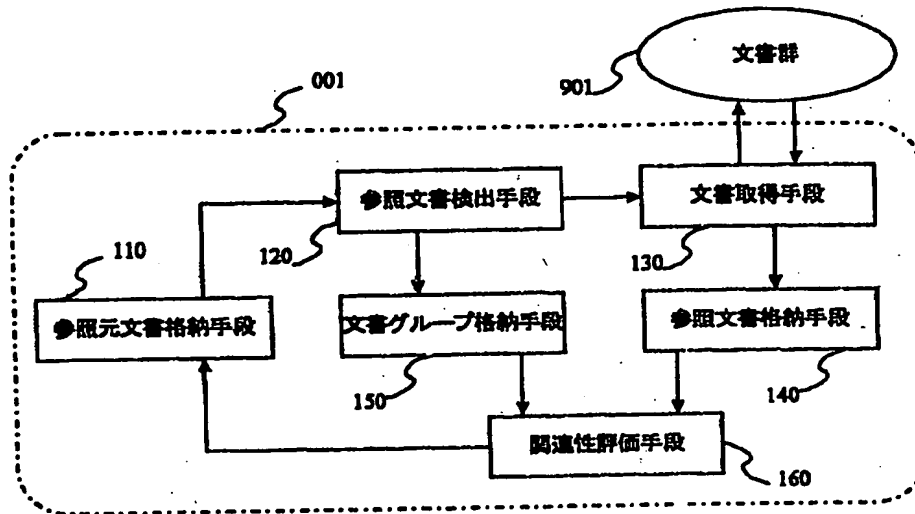 文書群
901
001
参照文書検出手段
120
文書取得手段
130
110
参照元文書格納手段
文書グループ格納手段
150
参照文書格納手段
140
関連性評価手段
160